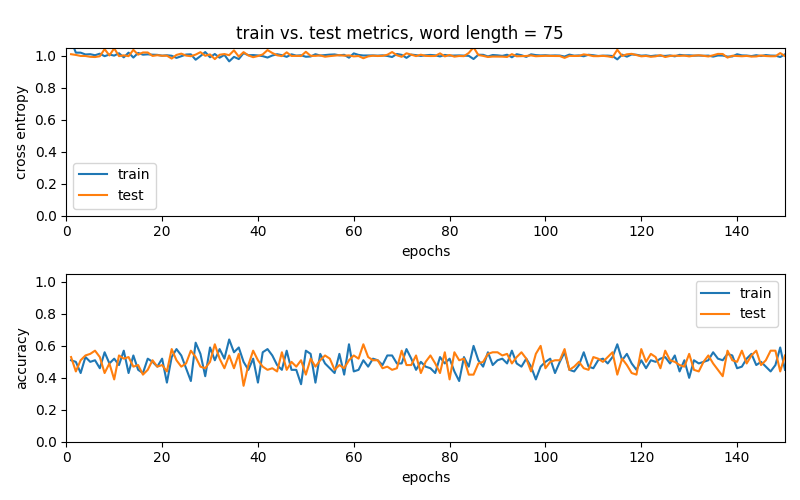 train vs. test metrics, word length = 75
cross entropy
1.0
0.8
0.6
0.4
0.2
0.0
train
test
0 20 40 60 80 100 120 140
epochs
accuracy
1.0
0.8
0.6
0.4
0.2
0.0
train
test
0 20 40 60 80 100 120 140
epochs